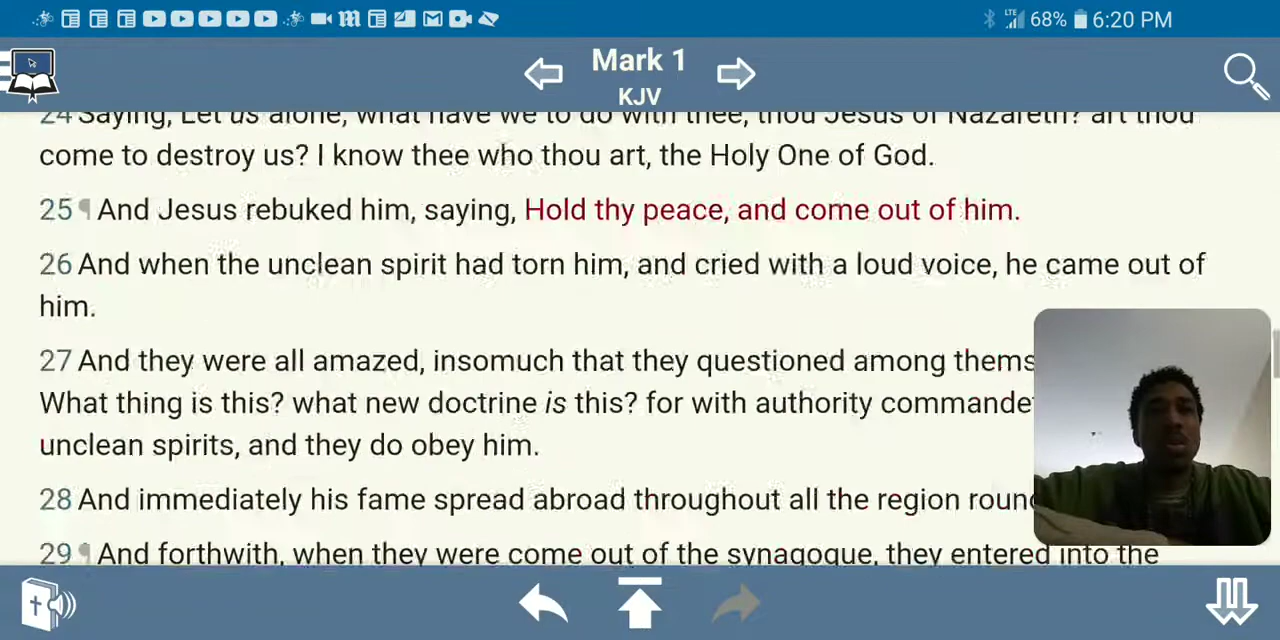 LTE 68% 6:20 PM
Mark 1
KJV
24 Saying, Let us alone; what have we to do with thee, thou Jesus of Nazareth? art thou
come to destroy us? I know thee who thou art, the Holy One of God.
25 ¶ And Jesus rebuked him, saying, Hold thy peace, and come out of him.
26 And when the unclean spirit had torn him, and cried with a loud voice, he came out of
him.
27 And they were all amazed, insomuch that they questioned among thems
What thing is this? what new doctrine is this? for with authority commande
unclean spirits, and they do obey him.
28 And immediately his fame spread abroad throughout all the region roun
29 ¶ And forthwith, when they were come out of the synagogue, they entered into the